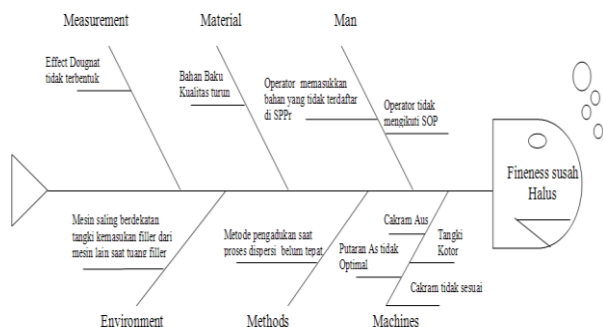 Measurement
Material
Man
Effect Dougnat
tidak terbentuk
Bahan Baku
Kualitas turun
Operator memasukkan
bahan yang tidak terdaftar
di SPPr
Operator tidak
mengikuti SOP
Fineness susah
Halus
Mesin saling berdekatan
tangki kemasukan filler dari
mesin lain saat tuang filler
Metode pengadukan saat
proses dispersi belum tepat
Cakram Aus
Putaran As tidak
Optimal
Tangki
Kotor
Cakram tidak sesuai
Environment
Methods
Machines